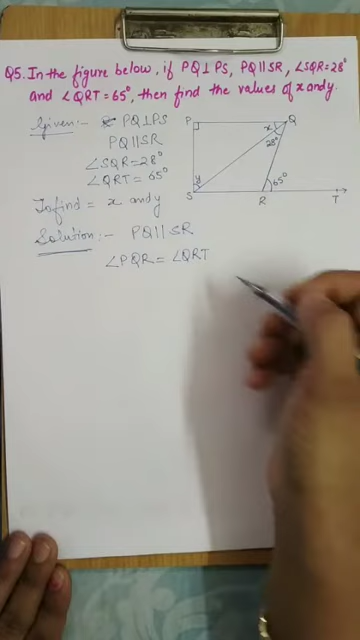 Q5. In the figure below, if PQ⊥PS, PQ||SR, ∠SQR=28°
and ∠QRT=65°, then find the values of x and y.
Given:- PQ⊥PS
PQ||SR
∠SQR=28°
∠QRT=65°
To find = x and y
Solution:- PQ||SR
∠PQR=∠QRT
P
Q
x
28°
y
65°
S
R
T